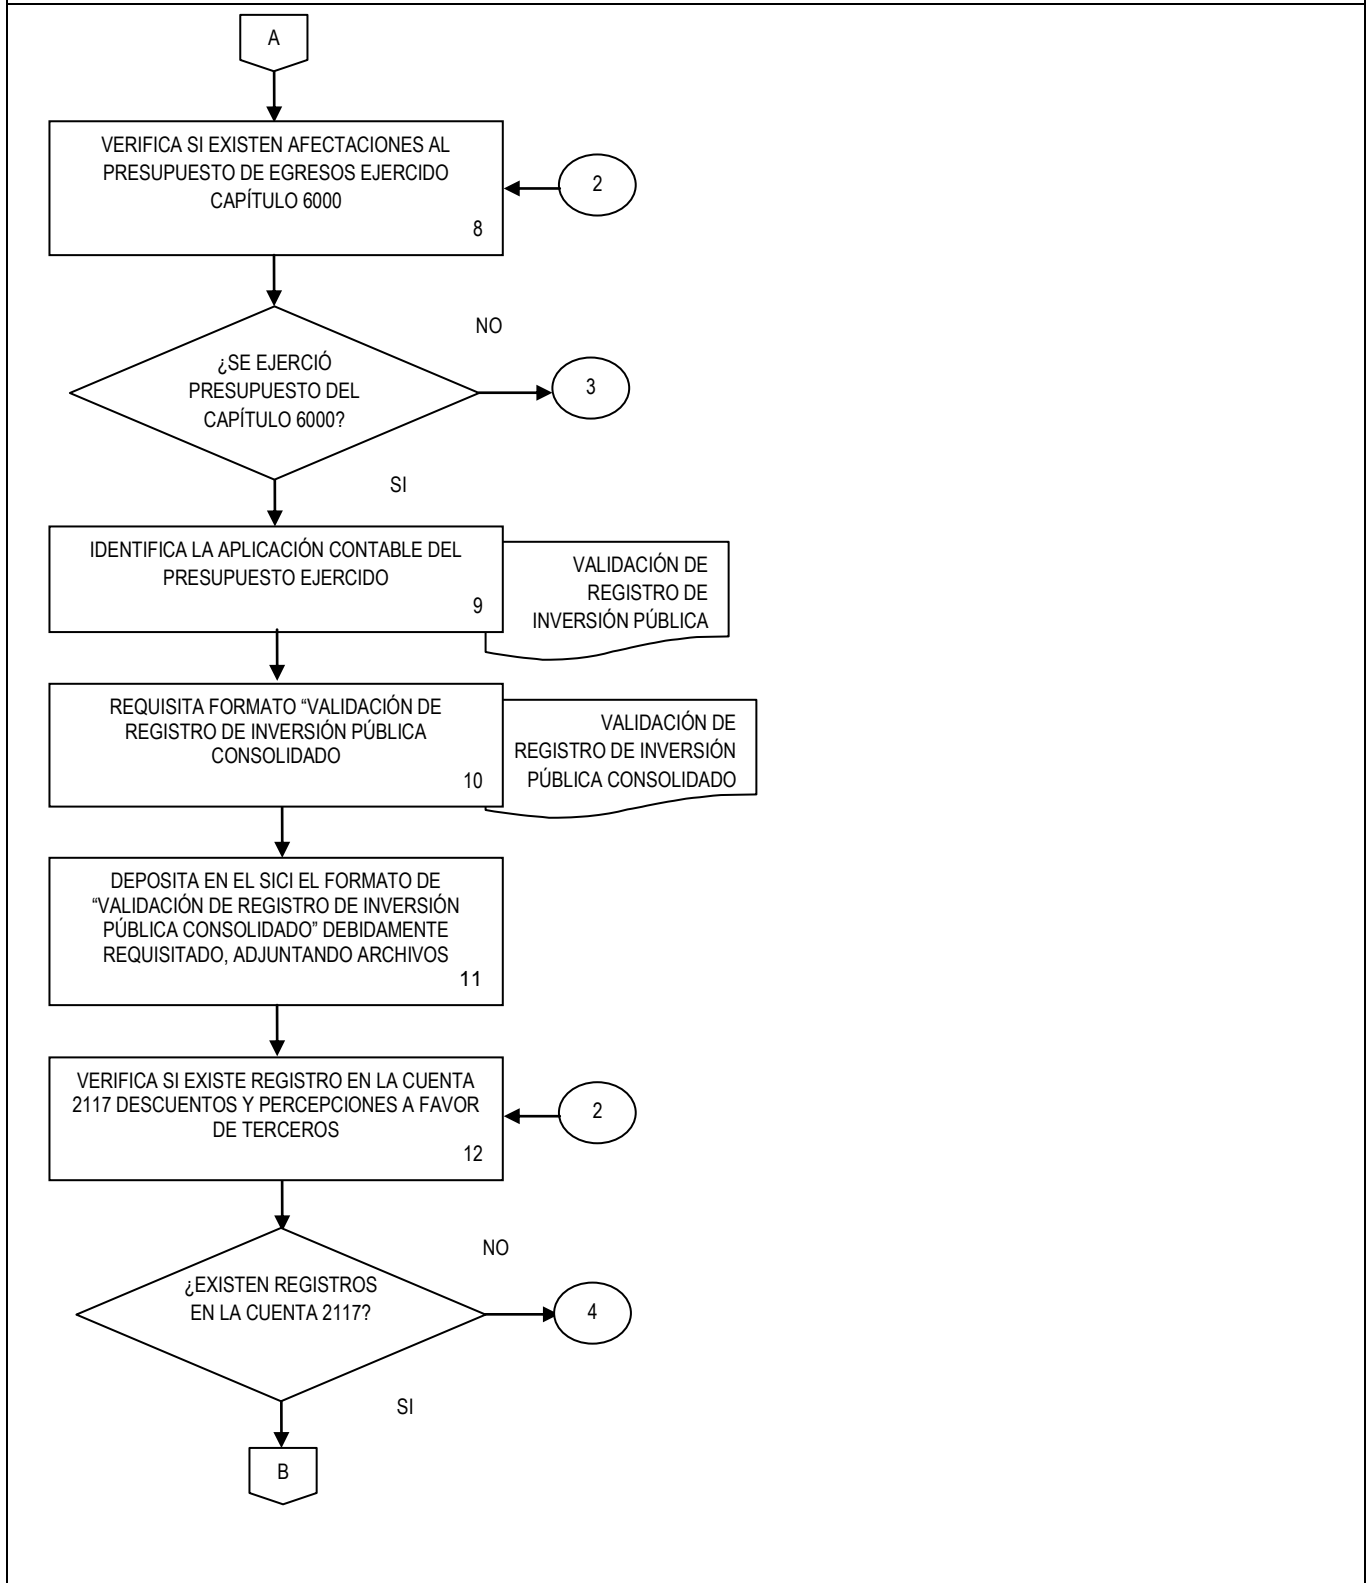 A
VERIFICA SI EXISTEN AFECTACIONES AL
PRESUPUESTO DE EGRESOS EJERCIDO
CAPÍTULO 6000
8
2
¿SE EJERCIÓ
PRESUPUESTO DEL
CAPÍTULO 6000?
NO
3
SI
IDENTIFICA LA APLICACIÓN CONTABLE DEL
PRESUPUESTO EJERCIDO
9
VALIDACIÓN DE
REGISTRO DE
INVERSIÓN PÚBLICA
REQUISITA FORMATO “VALIDACIÓN DE
REGISTRO DE INVERSIÓN PÚBLICA
CONSOLIDADO
10
VALIDACIÓN DE
REGISTRO DE INVERSIÓN
PÚBLICA CONSOLIDADO
DEPOSITA EN EL SICI EL FORMATO DE
“VALIDACIÓN DE REGISTRO DE INVERSIÓN
PÚBLICA CONSOLIDADO” DEBIDAMENTE
REQUISITADO, ADJUNTANDO ARCHIVOS
11
VERIFICA SI EXISTE REGISTRO EN LA CUENTA
2117 DESCUENTOS Y PERCEPCIONES A FAVOR
DE TERCEROS
12
2
¿EXISTEN REGISTROS
EN LA CUENTA 2117?
NO
4
SI
B